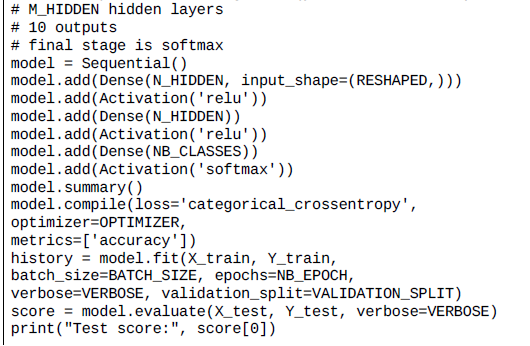 # M_HIDDEN hidden layers
# 10 outputs
# final stage is softmax
model = Sequential()
model.add(Dense(N_HIDDEN, input_shape=(RESHAPED,)))
model.add(Activation('relu'))
model.add(Dense(N_HIDDEN))
model.add(Activation('relu'))
model.add(Dense(NB_CLASSES))
model.add(Activation('softmax'))
model.summary()
model.compile(loss='categorical_crossentropy',
optimizer=OPTIMIZER,
metrics=['accuracy'])
history = model.fit(X_train, Y_train,
batch_size=BATCH_SIZE, epochs=NB_EPOCH,
verbose=VERBOSE, validation_split=VALIDATION_SPLIT)
score = model.evaluate(X_test, Y_test, verbose=VERBOSE)
print("Test score:", score[0])